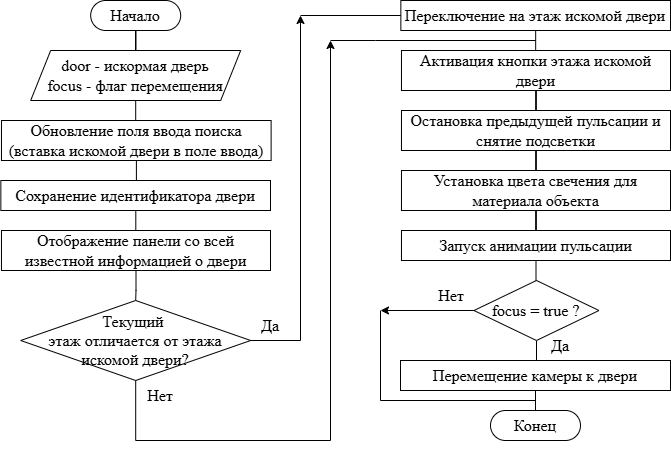 Начало
door - искормая дверь
focus - флаг перемещения
Обновление поля ввода поиска
(вставка искомой двери в поле ввода)
Сохранение идентификатора двери
Отображение панели со всей
известной информацией о двери
Текущий
этаж отличается от этажа
искомой двери?
Да
Нет
Переключение на этаж искомой двери
Активация кнопки этажа искомой
двери
Остановка предыдущей пульсации и
снятие подсветки
Установка цвета свечения для
материала объекта
Запуск анимации пульсации
Нет
focus = true ?
Да
Перемещение камеры к двери
Конец